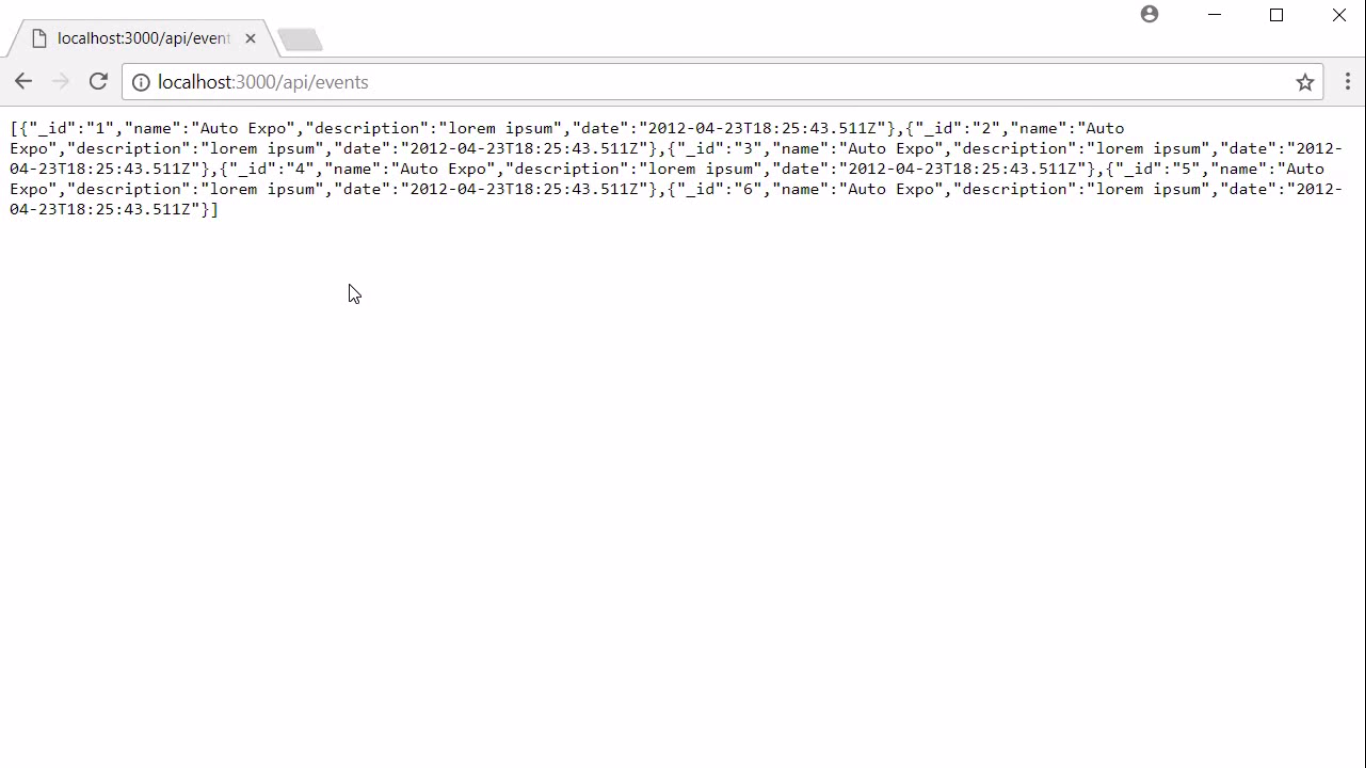 localhost:3000/api/event
localhost:3000/api/events
[{"_id":"1","name":"Auto Expo","description":"lorem ipsum","date":"2012-04-23T18:25:43.511Z"},{"_id":"2","name":"Auto
Expo","description":"lorem ipsum","date":"2012-04-23T18:25:43.511Z"},{"_id":"3","name":"Auto Expo","description":"lorem ipsum","date":"2012-
04-23T18:25:43.511Z"},{"_id":"4","name":"Auto Expo","description":"lorem ipsum","date":"2012-04-23T18:25:43.511Z"},{"_id":"5","name":"Auto
Expo","description":"lorem ipsum","date":"2012-04-23T18:25:43.511Z"},{"_id":"6","name":"Auto Expo","description":"lorem ipsum","date":"2012-
04-23T18:25:43.511Z"}]